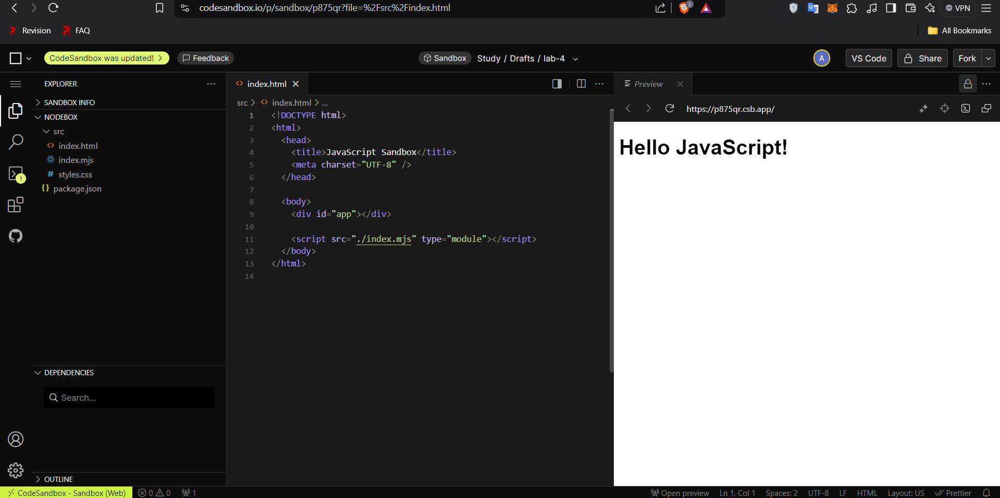 codesandbox.io/p/sandbox/p875qr?file=%2Fsrc%2Findex.html
2
VPN
Revision
FAQ
All Bookmarks
CodeSandbox was updated!
Feedback
Sandbox
Study / Drafts / lab-4
A
VS Code
Share
Fork
EXPLORER
SANDBOX INFO
NODEBOX
src
index.html
index.mjs
styles.css
package.json
1
DEPENDENCIES
Search...
OUTLINE
index.html
src > index.html > ...
1 <!DOCTYPE html>
2 <html>
3   <head>
4     <title>JavaScript Sandbox</title>
5     <meta charset="UTF-8" />
6   </head>
7
8   <body>
9     <div id="app"></div>
10
11     <script src="./index.mjs" type="module"></script>
12   </body>
13 </html>
14
Preview
https://p875qr.csb.app/
Hello JavaScript!
CodeSandbox - Sandbox (Web)
0
0
1
Open preview
Ln 1, Col 1
Spaces: 2
UTF-8
LF
HTML
Layout: US
Prettier